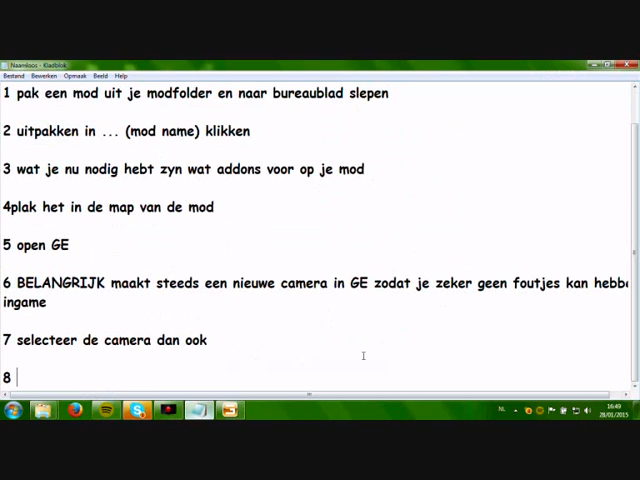 Naamloos - Kladblok
Bestand Bewerken Opmaak Beeld Help
1 pak een mod uit je modfolder en naar bureaublad slepen
2 uitpakken in ... (mod name) klikken
3 wat je nu nodig hebt zyn wat addons voor op je mod
4plak het in de map van de mod
5 open GE
6 BELANGRIJK maakt steeds een nieuwe camera in GE zodat je zeker geen foutjes kan hebbe
ingame
7 selecteer de camera dan ook
8
NL
16:49
28/01/2015